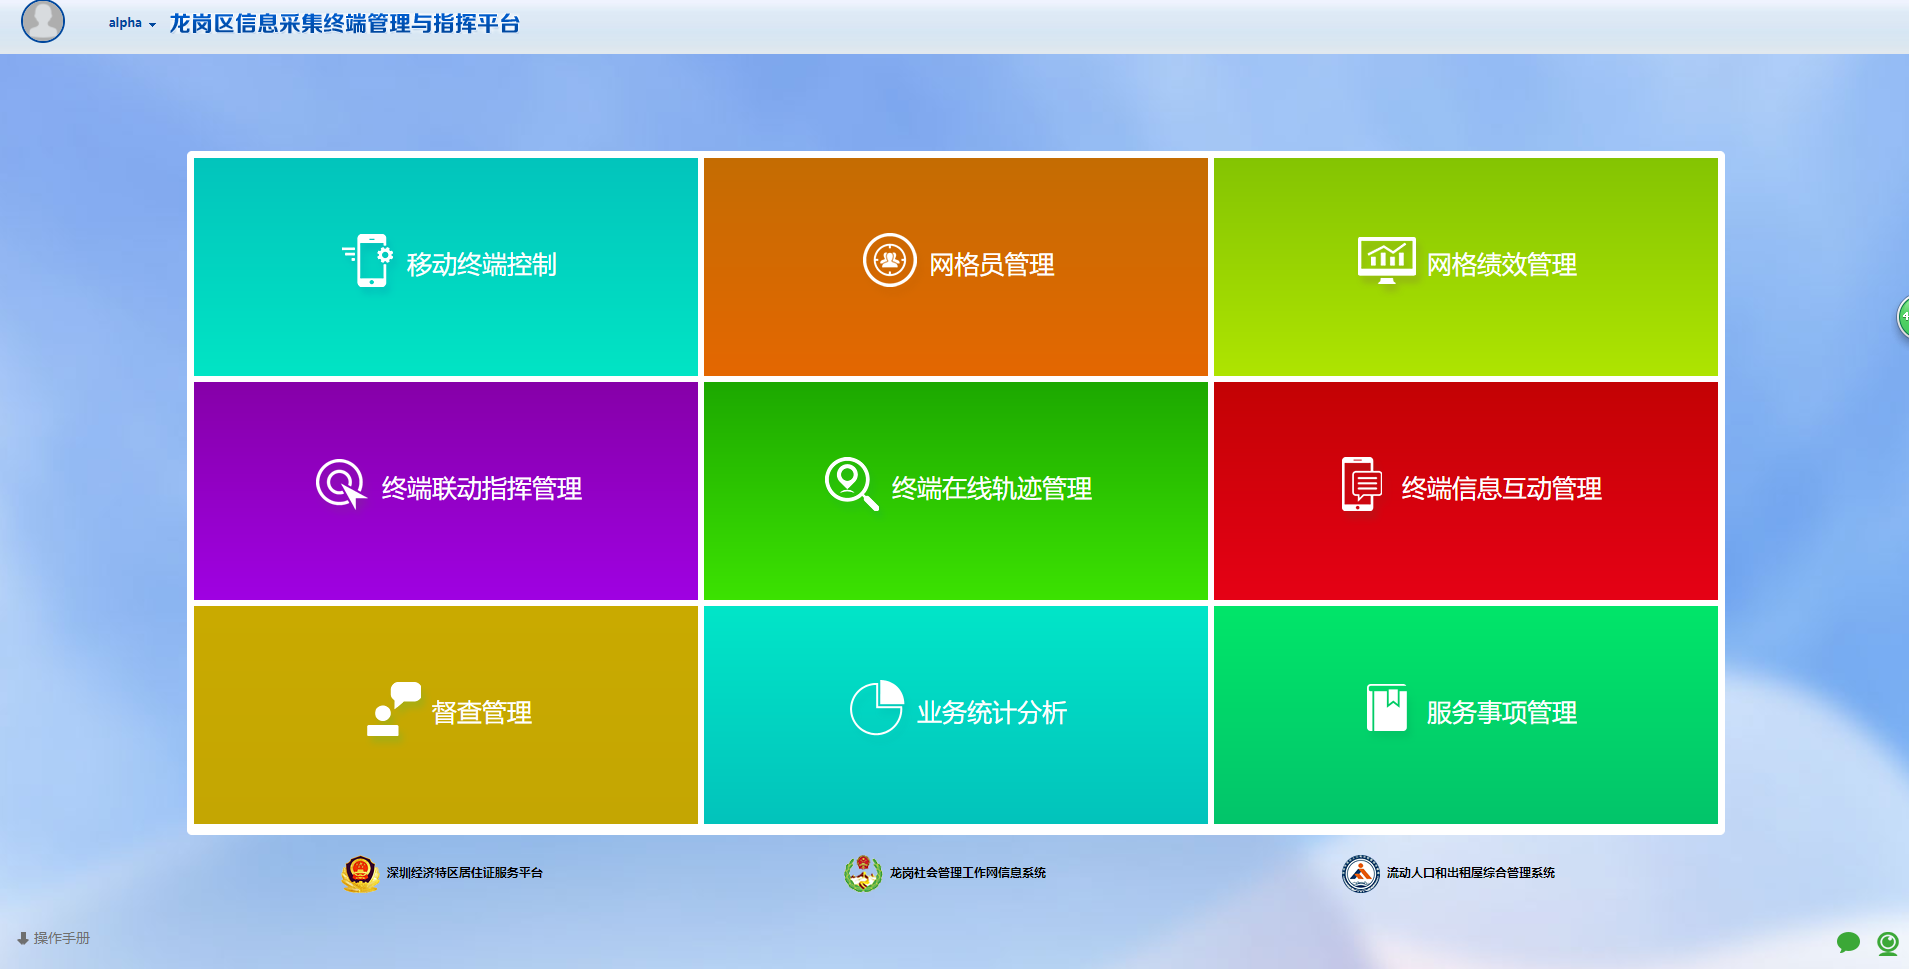 alpha 龙岗区信息采集终端管理与指挥平台
移动终端控制
网格员管理
网格绩效管理
终端联动指挥管理
终端在线轨迹管理
终端信息互动管理
督查管理
业务统计分析
服务事项管理
深圳经济特区居住证服务平台
龙岗社会管理工作网信息系统
流动人口和出租屋综合管理系统
操作手册